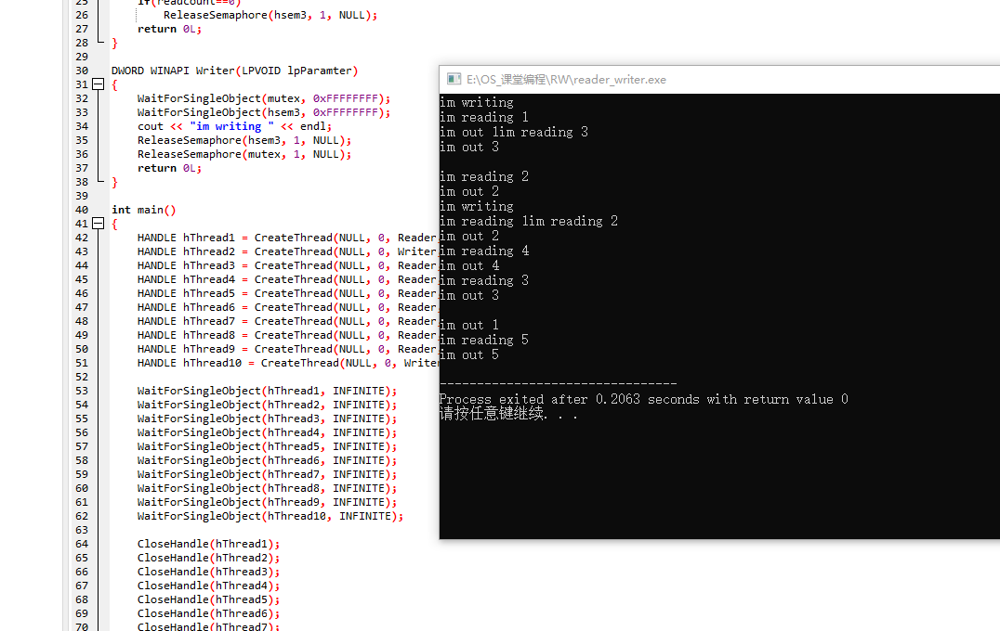 25 if(readcount==0)
26 ReleaseSemaphore(hsem3, 1, NULL);
27 return 0L;
28 }
29
30 DWORD WINAPI Writer(LPVOID lpParamter)
31 {
32 WaitForSingleObject(mutex, 0xFFFFFFFF);
33 WaitForSingleObject(hsem3, 0xFFFFFFFF);
34 cout << "im writing " << endl;
35 ReleaseSemaphore(hsem3, 1, NULL);
36 ReleaseSemaphore(mutex, 1, NULL);
37 return 0L;
38 }
39
40 int main()
41 {
42 HANDLE hThread1 = CreateThread(NULL, 0, Reader
43 HANDLE hThread2 = CreateThread(NULL, 0, Writer
44 HANDLE hThread3 = CreateThread(NULL, 0, Reader
45 HANDLE hThread4 = CreateThread(NULL, 0, Reader
46 HANDLE hThread5 = CreateThread(NULL, 0, Reader
47 HANDLE hThread6 = CreateThread(NULL, 0, Reader
48 HANDLE hThread7 = CreateThread(NULL, 0, Reader
49 HANDLE hThread8 = CreateThread(NULL, 0, Reader
50 HANDLE hThread9 = CreateThread(NULL, 0, Reader
51 HANDLE hThread10 = CreateThread(NULL, 0, Write
52
53 WaitForSingleObject(hThread1, INFINITE);
54 WaitForSingleObject(hThread2, INFINITE);
55 WaitForSingleObject(hThread3, INFINITE);
56 WaitForSingleObject(hThread4, INFINITE);
57 WaitForSingleObject(hThread5, INFINITE);
58 WaitForSingleObject(hThread6, INFINITE);
59 WaitForSingleObject(hThread7, INFINITE);
60 WaitForSingleObject(hThread8, INFINITE);
61 WaitForSingleObject(hThread9, INFINITE);
62 WaitForSingleObject(hThread10, INFINITE);
63
64 CloseHandle(hThread1);
65 CloseHandle(hThread2);
66 CloseHandle(hThread3);
67 CloseHandle(hThread4);
68 CloseHandle(hThread5);
69 CloseHandle(hThread6);
70 CloseHandle(hThread7);
E:\OS_课堂编程\RW\reader_writer.exe
im writing
im reading 1
im out 1im reading 3
im out 3
im reading 2
im out 2
im writing
im reading 1im reading 2
im out 2
im reading 4
im out 4
im reading 3
im out 3
im out 1
im reading 5
im out 5
--------------------------------
Process exited after 0.2063 seconds with return value 0
请按任意键继续. . .